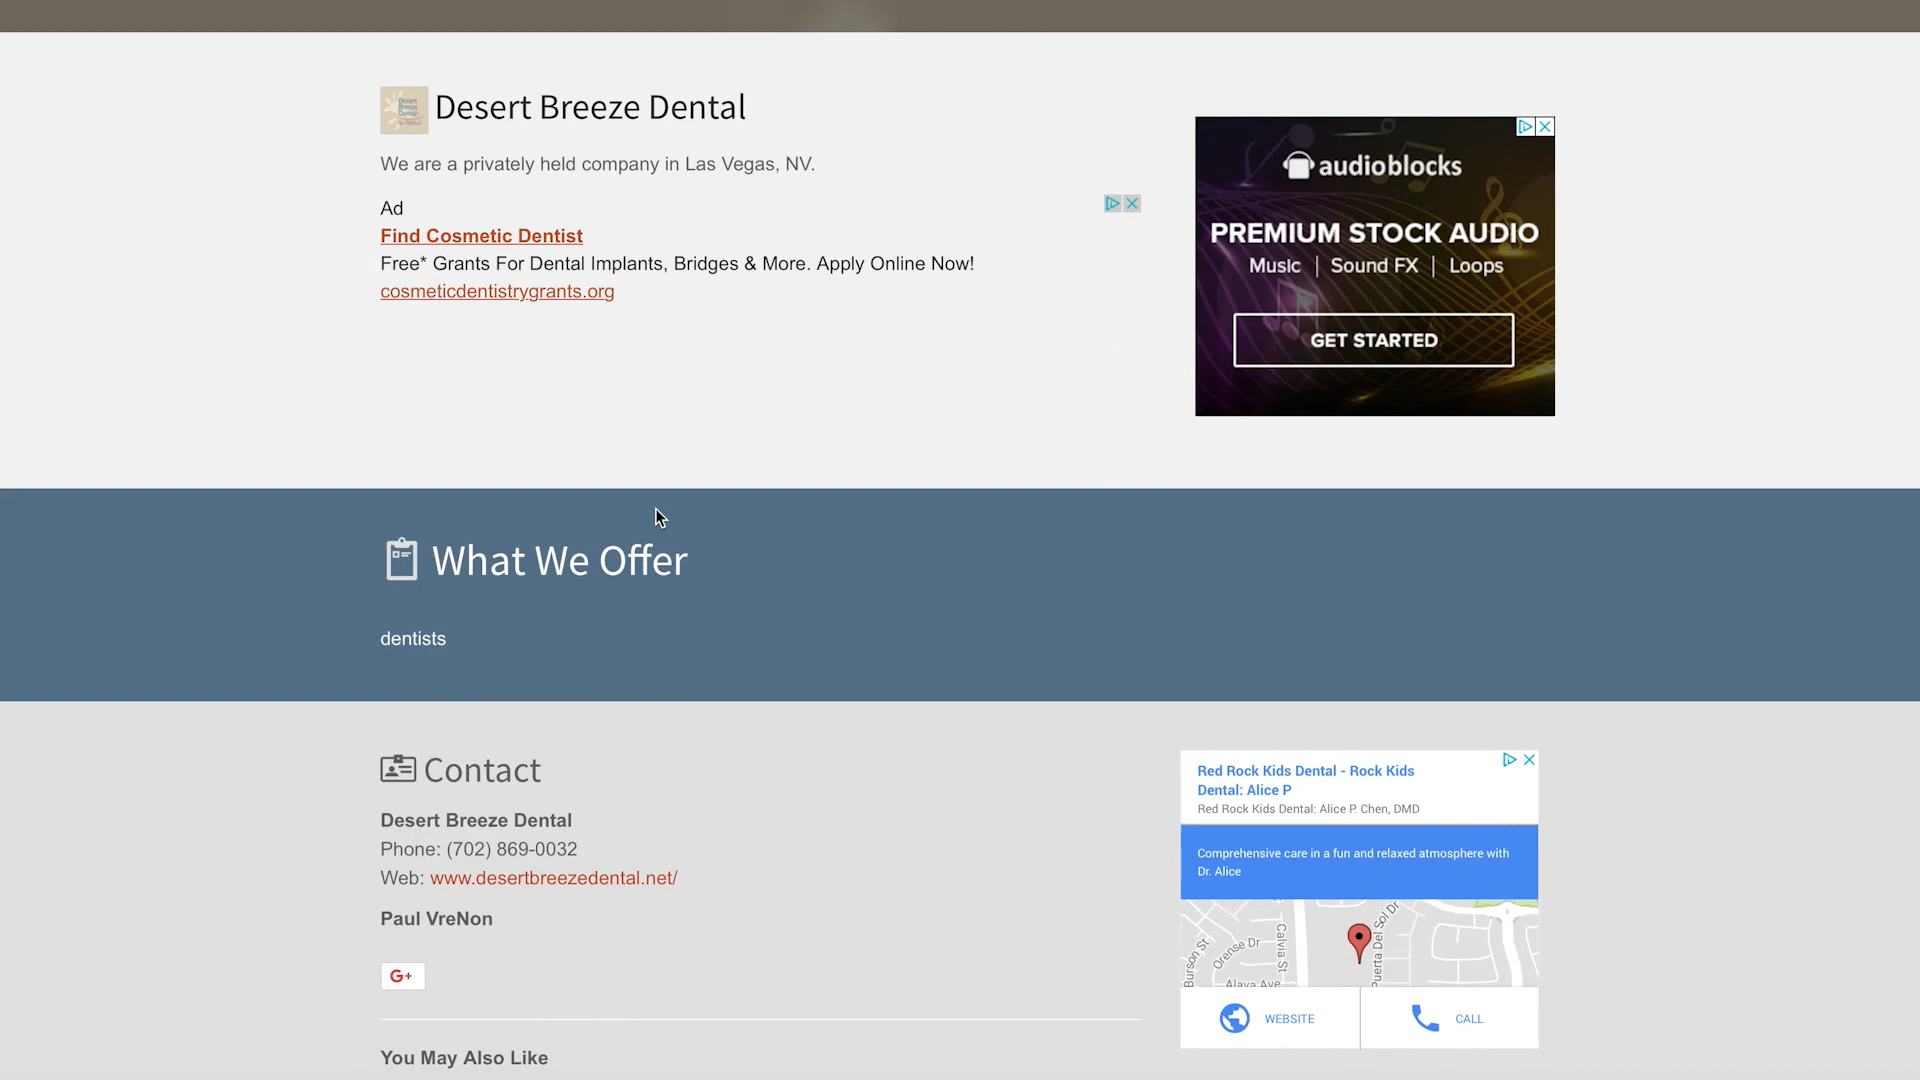 Desert Breeze Dental
Desert Breeze Dental
We are a privately held company in Las Vegas, NV.
Ad
Find Cosmetic Dentist
Free* Grants For Dental Implants, Bridges & More. Apply Online Now!
cosmeticdentistrygrants.org
audioblocks
PREMIUM STOCK AUDIO
Music | Sound FX | Loops
GET STARTED
What We Offer
dentists
Contact
Desert Breeze Dental
Phone: (702) 869-0032
Web: www.desertbreezedental.net/
Paul VreNon
G+
You May Also Like
Red Rock Kids Dental - Rock Kids
Dental: Alice P
Red Rock Kids Dental: Alice P. Chen, DMD
Comprehensive care in a fun and relaxed atmosphere with
Dr. Alice
Burson St
Orense Dr
Calvia St
Puerta Del Sol Dr
Alava Ave
WEBSITE
CALL